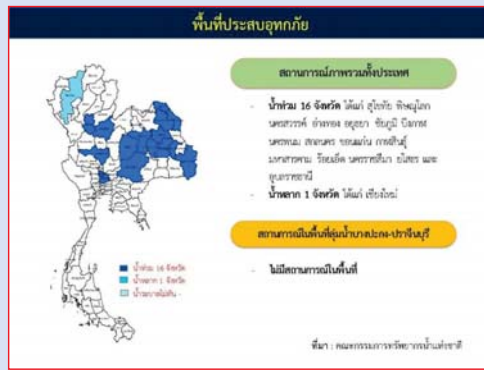 พื้นที่ประสบอุทกภัย
สถานการณ์ภาพรวมทั้งประเทศ
- น้ำท่วม 16 จังหวัด ได้แก่ สุโขทัย พิษณุโลก
นครสวรรค์ อ่างทอง อยุธยา ชัยภูมิ บึงกาฬ
นครพนม สกลนคร ขอนแก่น กาฬสินธุ์
มหาสารคาม ร้อยเอ็ด นครราชสีมา ยโสธร และ
อุบลราชธานี
- น้ำหลาก 1 จังหวัด ได้แก่ เชียงใหม่
สถานการณ์ในพื้นที่ลุ่มน้ำบางปะกง-ปราจีนบุรี
- ไม่มีสถานการณ์ในพื้นที่
น้ำท่วม 16 จังหวัด
น้ำหลาก 1 จังหวัด
ที่มา : คณะกรรมการทรัพยากรน้ำแห่งชาติ